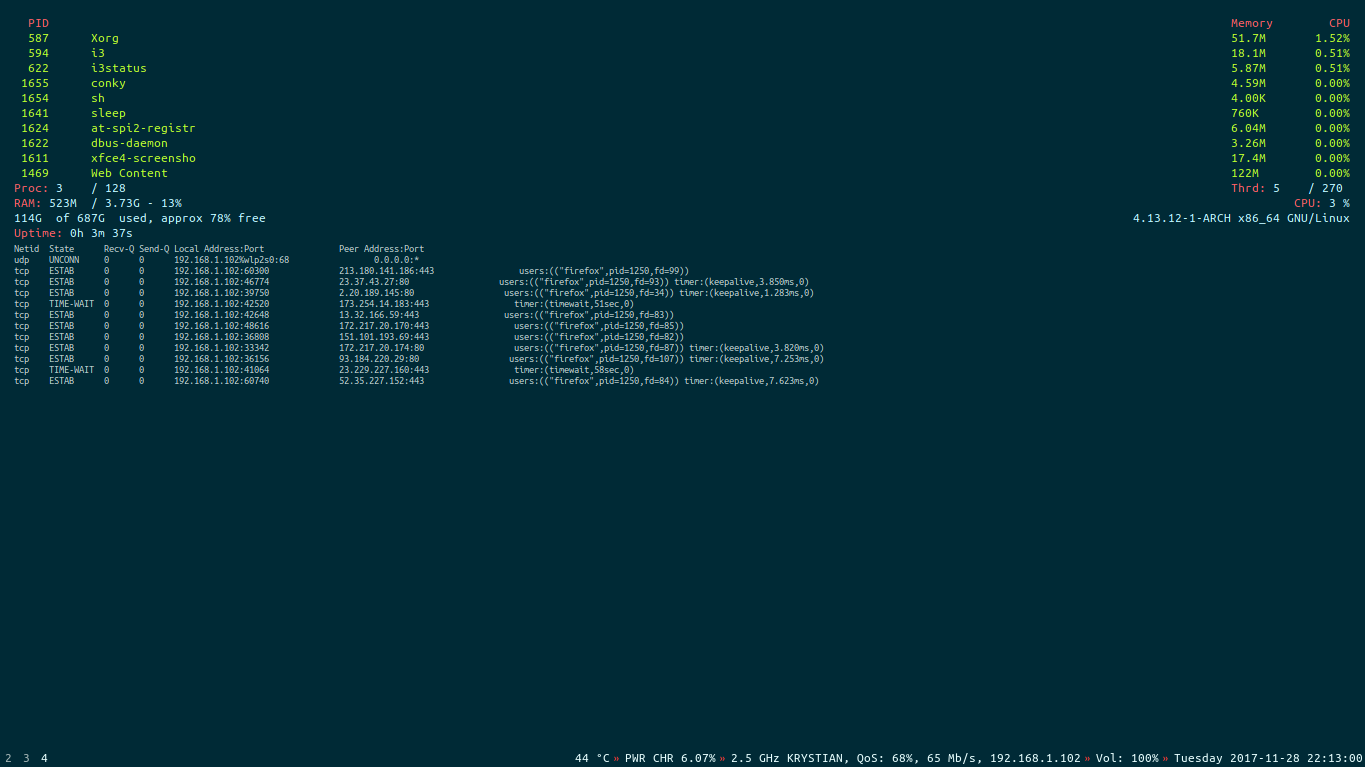 PID Memory CPU
587 Xorg 51.7M 1.52%
594 i3 18.1M 0.51%
622 i3status 5.87M 0.51%
1655 conky 4.59M 0.00%
1654 sh 4.00K 0.00%
1641 sleep 760K 0.00%
1624 at-spi2-registr 6.04M 0.00%
1622 dbus-daemon 3.26M 0.00%
1611 xfce4-screensho 17.4M 0.00%
1469 Web Content 122M 0.00%
Proc: 3 / 128 Thrd: 5 / 270
RAM: 523M / 3.73G - 13% CPU: 3 %
114G of 687G used, approx 78% free 4.13.12-1-ARCH x86_64 GNU/Linux
Uptime: 0h 3m 37s
Netid State Recv-Q Send-Q Local Address:Port Peer Address:Port
udp UNCONN 0 0 192.168.1.102%wlp2s0:68 0.0.0.0:*
tcp ESTAB 0 0 192.168.1.102:60300 213.180.141.186:443 users:(("firefox",pid=1250,fd=99))
tcp ESTAB 0 0 192.168.1.102:46774 23.37.43.27:80 users:(("firefox",pid=1250,fd=93)) timer:(keepalive,3.850ms,0)
tcp ESTAB 0 0 192.168.1.102:39750 2.20.189.145:80 users:(("firefox",pid=1250,fd=34)) timer:(keepalive,1.283ms,0)
tcp TIME-WAIT 0 0 192.168.1.102:42520 173.254.14.183:443 timer:(timewait,51sec,0)
tcp ESTAB 0 0 192.168.1.102:42648 13.32.166.59:443 users:(("firefox",pid=1250,fd=83))
tcp ESTAB 0 0 192.168.1.102:48616 172.217.20.170:443 users:(("firefox",pid=1250,fd=85))
tcp ESTAB 0 0 192.168.1.102:36808 151.101.193.69:443 users:(("firefox",pid=1250,fd=82))
tcp ESTAB 0 0 192.168.1.102:33342 172.217.20.174:80 users:(("firefox",pid=1250,fd=87)) timer:(keepalive,3.820ms,0)
tcp ESTAB 0 0 192.168.1.102:36156 93.184.220.29:80 users:(("firefox",pid=1250,fd=107)) timer:(keepalive,7.253ms,0)
tcp TIME-WAIT 0 0 192.168.1.102:41064 23.229.227.160:443 timer:(timewait,58sec,0)
tcp ESTAB 0 0 192.168.1.102:60740 52.35.227.152:443 users:(("firefox",pid=1250,fd=84)) timer:(keepalive,7.623ms,0)
2 3 4 44 °C » PWR CHR 6.07% » 2.5 GHz KRYSTIAN, QoS: 68%, 65 Mb/s, 192.168.1.102 » Vol: 100% » Tuesday 2017-11-28 22:13:00